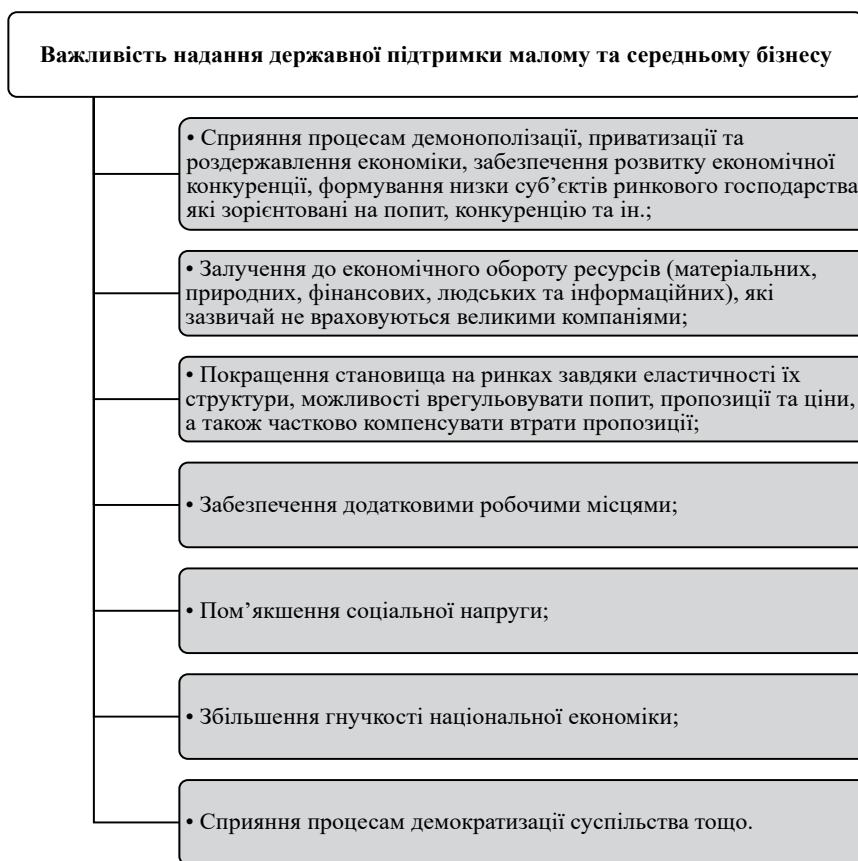 Важливість надання державної підтримки малому та середньому бізнесу
• Сприяння процесам демонополізації, приватизації та
роздержавлення економіки, забезпечення розвитку економічної
конкуренції, формування низки суб’єктів ринкового господарства
які зорієнтовані на попит, конкуренцію та ін.;
• Залучення до економічного обороту ресурсів (матеріальних,
природних, фінансових, людських та інформаційних), які
зазвичай не враховуються великими компаніями;
• Покращення становища на ринках завдяки еластичності їх
структури, можливості врегульовувати попит, пропозиції та ціни,
а також частково компенсувати втрати пропозиції;
• Забезпечення додатковими робочими місцями;
• Пом’якшення соціальної напруги;
• Збільшення гнучкості національної економіки;
• Сприяння процесам демократизації суспільства тощо.